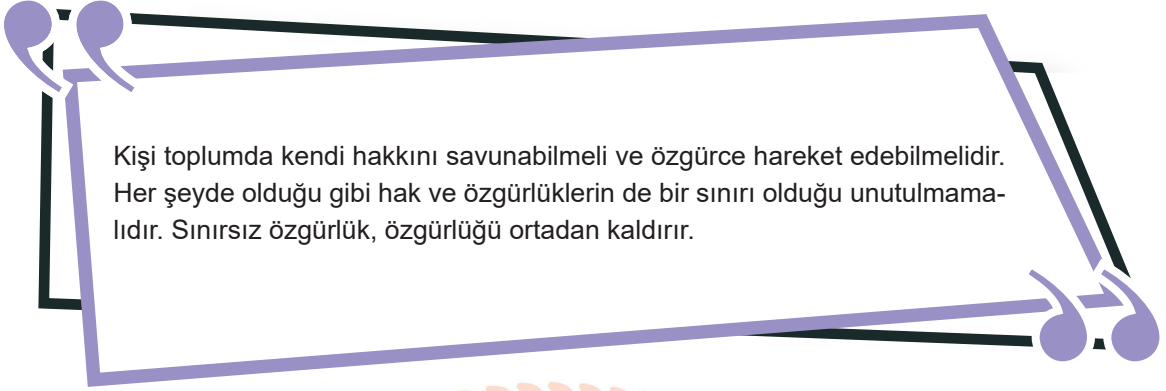 Kişi toplumda kendi hakkını savunabilmeli ve özgürce hareket edebilmelidir.
Her şeyde olduğu gibi hak ve özgürlüklerin de bir sınırı olduğu unutulmama-
lıdır. Sınırsız özgürlük, özgürlüğü ortadan kaldırır.